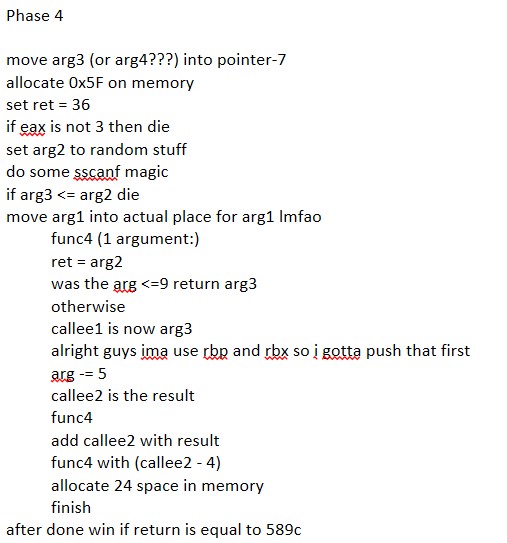 Phase 4
move arg3 (or arg4???) into pointer-7
allocate 0x5F on memory
set ret = 36
if eax is not 3 then die
set arg2 to random stuff
do some sscanf magic
if arg3 <= arg2 die
move arg1 into actual place for arg1 lmfao
func4 (1 argument:)
ret = arg2
was the arg <=9 return arg3
otherwise
callee1 is now arg3
alright guys ima use rbp and rbx so i gotta push that first
arg -= 5
callee2 is the result
func4
add callee2 with result
func4 with (callee2 - 4)
allocate 24 space in memory
finish
after done win if return is equal to 589c